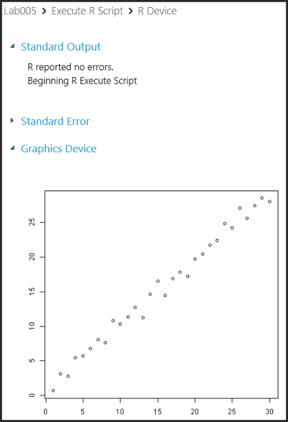 Lab005 > Execute R Script > R Device
Standard Output
R reported no errors.
Beginning R Execute Script
Standard Error
Graphics Device
25
20
15
10
5
0
0 5 10 15 20 25 30